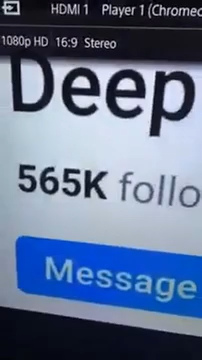 HDMI 1 Player 1 (Chromec
1080p HD 16:9 Stereo
Deep
565K follo
Message